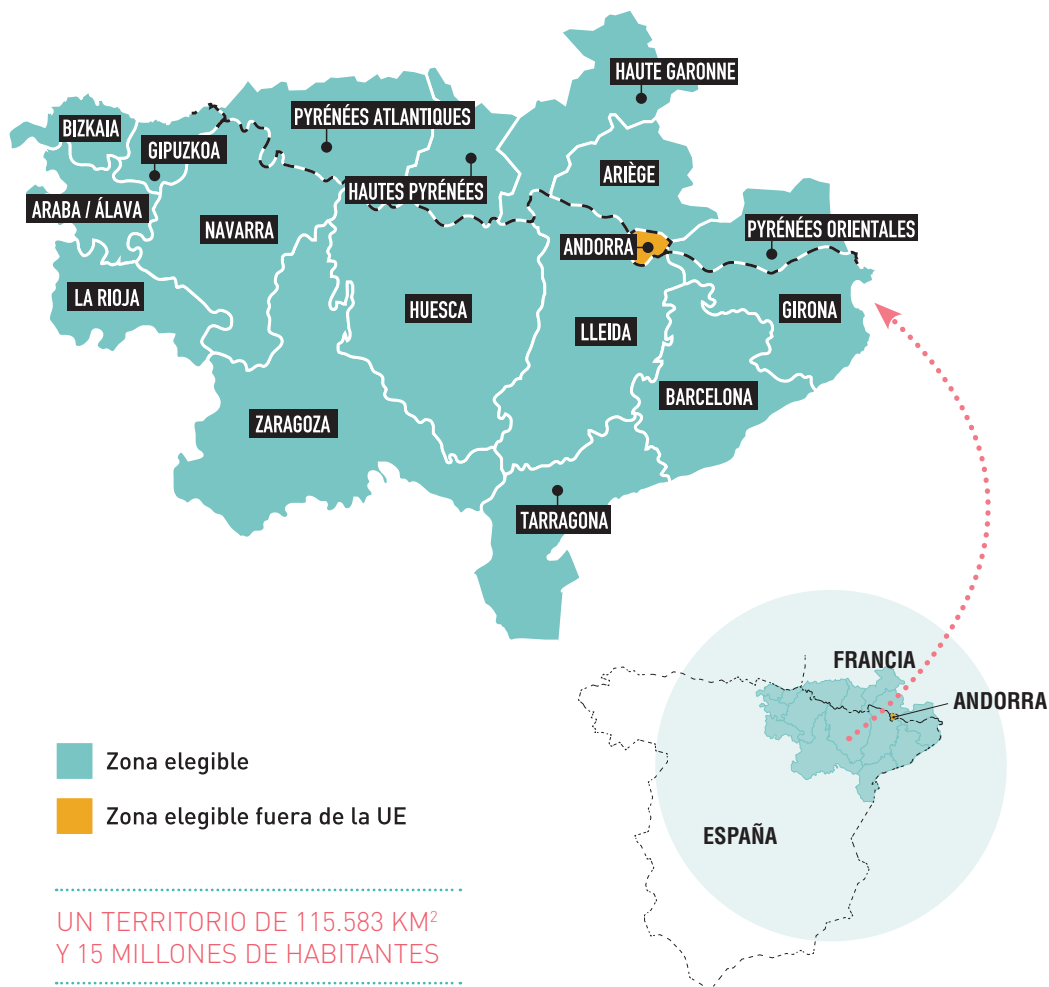 HAUTE GARONNE
PYRÉNÉES ATLANTIQUES
BIZKAIA
GIPUZKOA
ARIÈGE
HAUTES PYRÉNÉES
ARABA / ÁLAVA
NAVARRA
PYRÉNÉES ORIENTALES
ANDORRA
LA RIOJA
HUESCA
GIRONA
LLEIDA
BARCELONA
ZARAGOZA
TARRAGONA
FRANCIA
ANDORRA
ESPAÑA
Zona elegible
Zona elegible fuera de la UE
UN TERRITORIO DE 115.583 KM²
Y 15 MILLONES DE HABITANTES